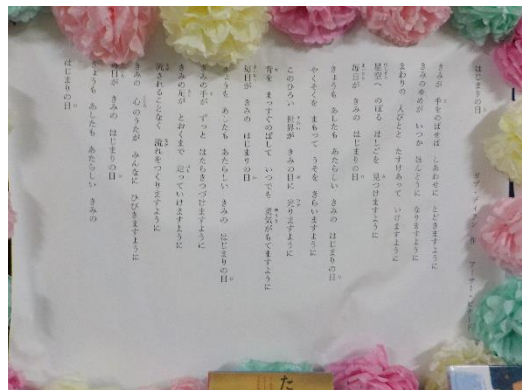 はじまりの日
ボブ・ディラン 作
アーサー・ビナード
きみが 手をのばせば しあわせに とどきますように
きみのゆめが いつか ほんとうに なりますように
まわりの 人びとと たすけあって いけますように
星空へ のぼる はしごを 見つけますように
毎日が きみの はじまりの日
きょうも あしたも あたらしい きみの はじまりの日
やくそくを まもって うそを きらいますように
このひろい 世界が きみの目に 光りますように
背を まっすぐのばして いつでも 勇気がもてますように
毎日が きみの はじまりの日
きょうも あしたも あたらしい きみの はじまりの日
きみの手が ずっと はたらきつづけますように
きみの足が とおくまで 走っていけますように
流されることなく 流れをつくりますように
きみの 心のうたが みんなに ひびきますように
毎日が きみの はじまりの日
きょうも あしたも あたらしい きみの
はじまりの日
た